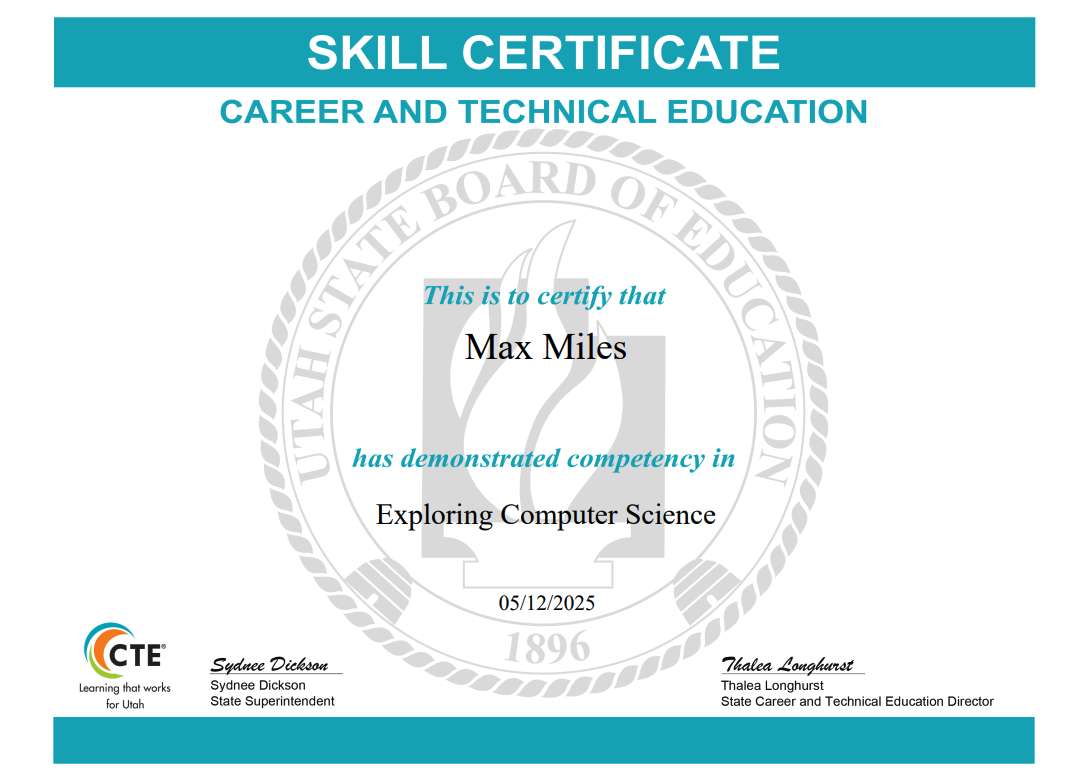 SKILL CERTIFICATE
CAREER AND TECHNICAL EDUCATION
UTAH STATE BOARD OF EDUCATION
This is to certify that
Max Miles
has demonstrated competency in
Exploring Computer Science
05/12/2025
1896
CTE®
Learning that works
for Utah
Sydnee Dickson
Sydnee Dickson
State Superintendent
Thalea Longhurst
Thalea Longhurst
State Career and Technical Education Director